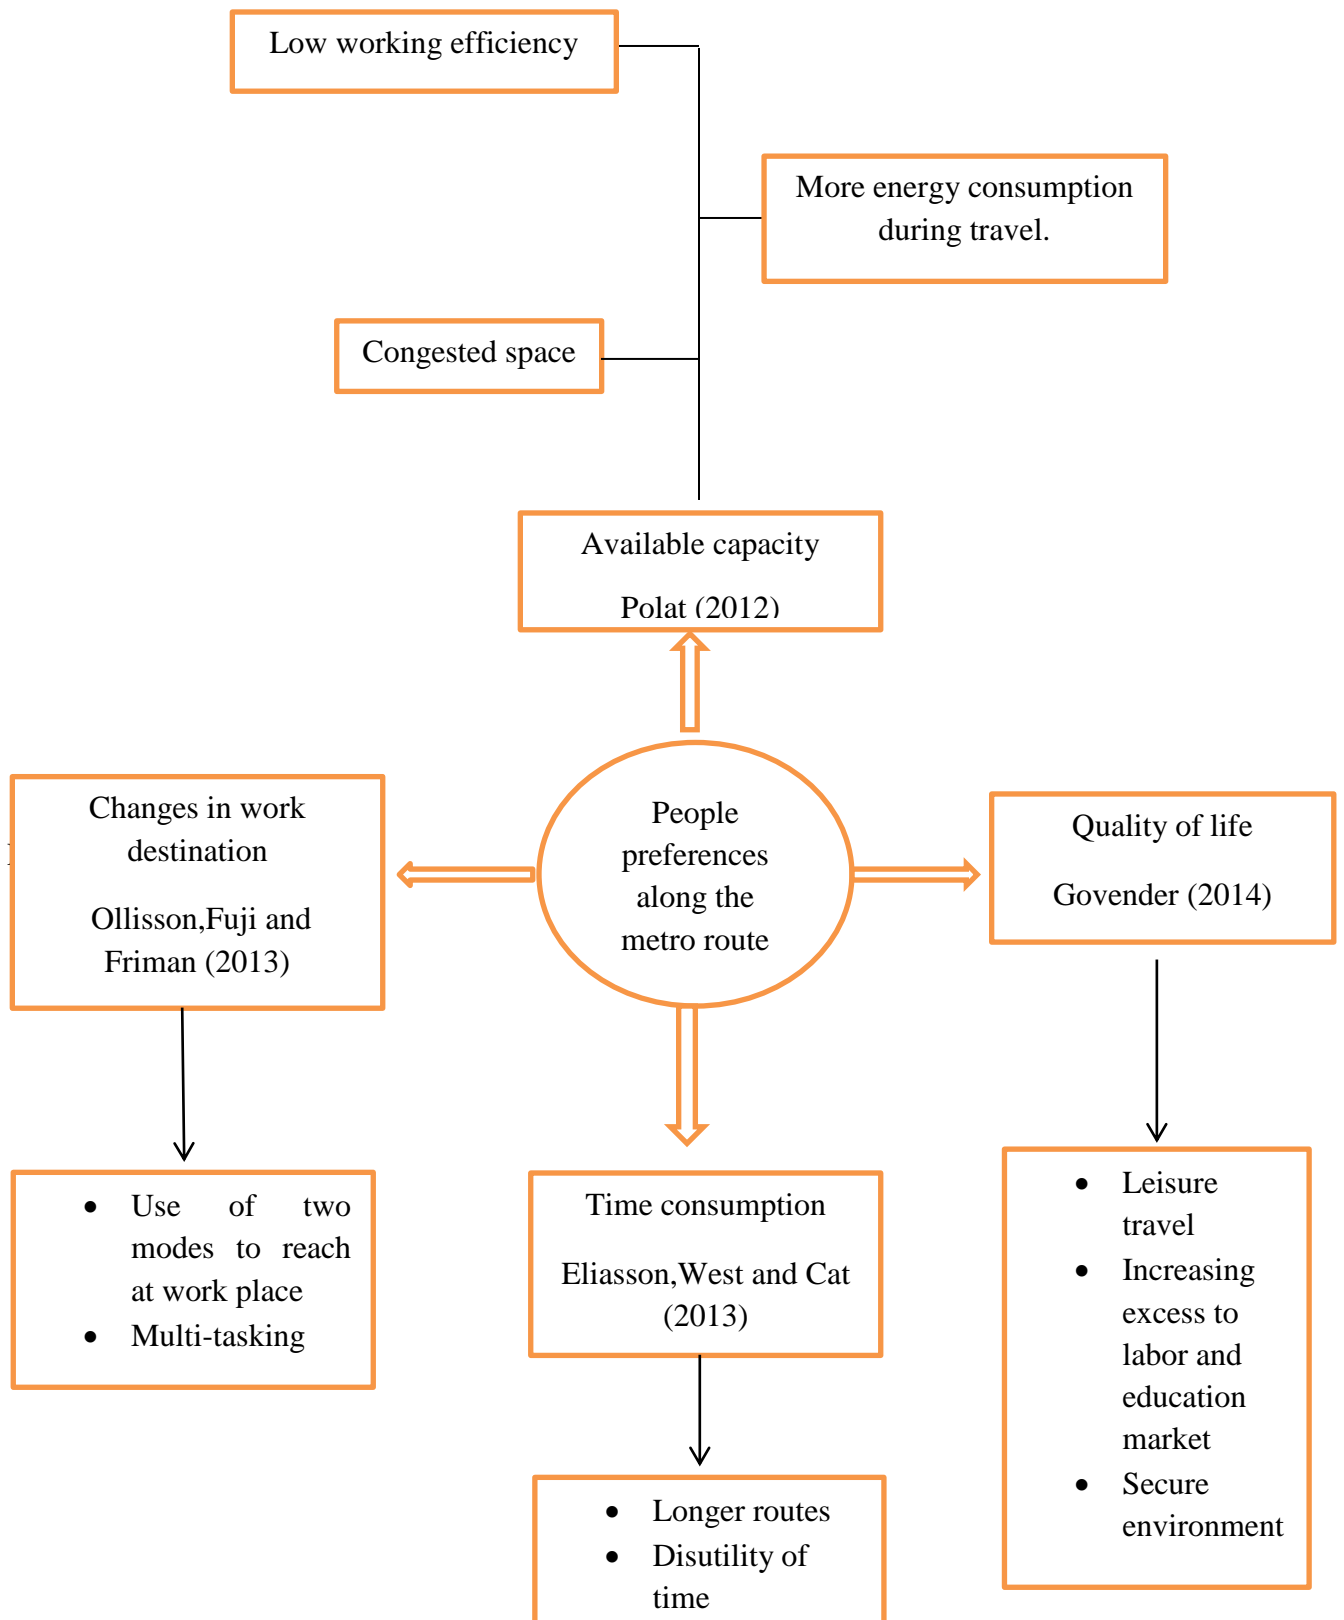 Low working efficiency
More energy consumption
during travel.
Congested space
Available capacity
Polat (2012)
Changes in work
destination
Ollisson,Fuji and
Friman (2013)
People
preferences
along the
metro route
Quality of life
Govender (2014)
• Use of two
modes to reach
at work place
• Multi-tasking
Time consumption
Eliasson,West and Cat
(2013)
• Leisure
travel
• Increasing
excess to
labor and
education
market
• Secure
environment
• Longer routes
• Disutility of
time